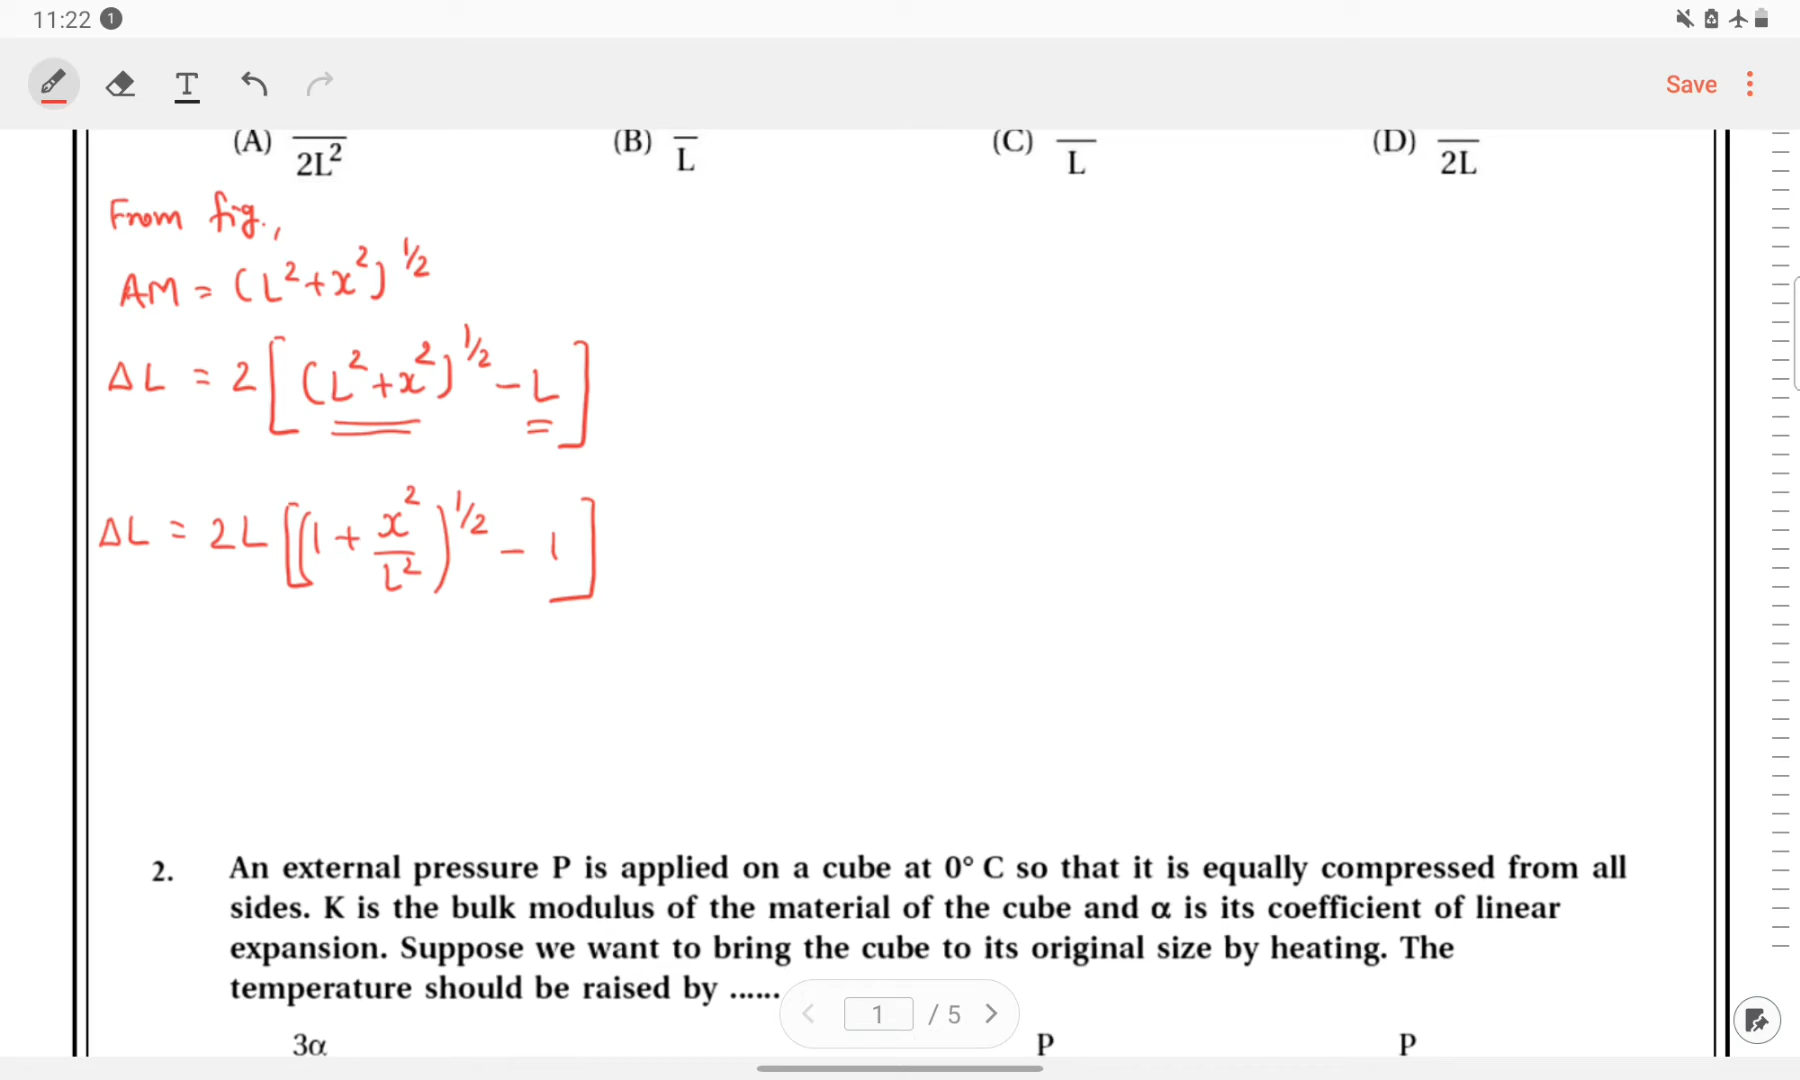 11:22 1
T Save
(A) 2L² (B) L (C) L (D) 2L
From fig.,
AM = (L²+x²)^½
ΔL = 2[(L²+x²)^½ - L]
ΔL = 2L[(1 + x²/L²)^½ - 1]
2. An external pressure P is applied on a cube at 0° C so that it is equally compressed from all
sides. K is the bulk modulus of the material of the cube and α is its coefficient of linear
expansion. Suppose we want to bring the cube to its original size by heating. The
temperature should be raised by ......
1 / 5
3α P P